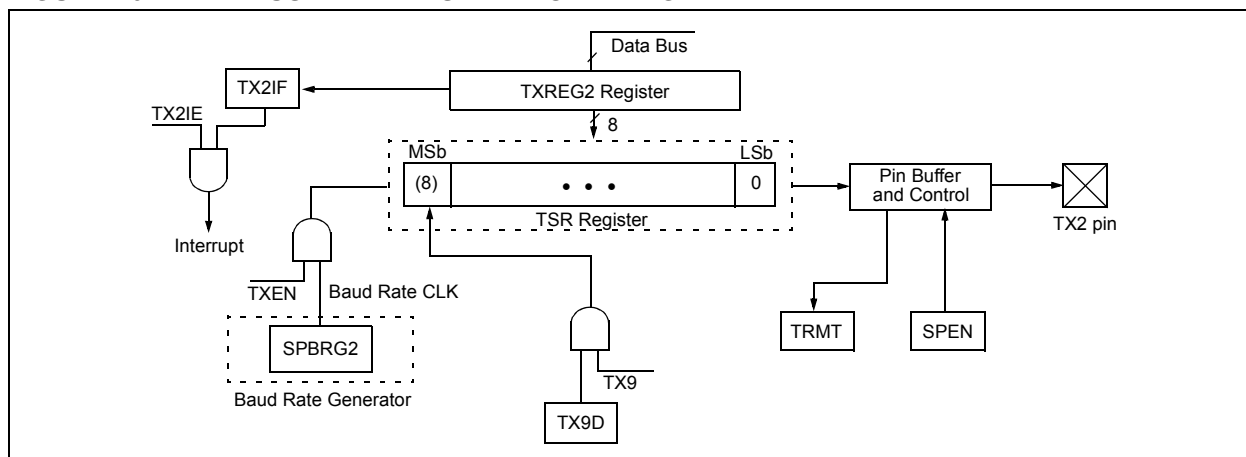 Data Bus
TXREG2 Register
TX2IF
TX2IE
8
MSb
LSb
(8)
• • •
0
TSR Register
Pin Buffer
and Control
TX2 pin
Interrupt
TXEN
Baud Rate CLK
SPBRG2
Baud Rate Generator
TX9
TX9D
TRMT
SPEN